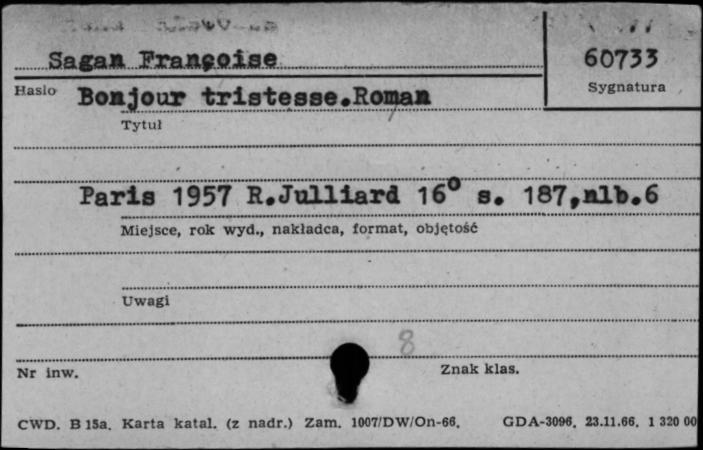 Sagan Françoise
60733
Sygnatura
Hasło
Bonjour tristesse.Roman
Tytuł
Paris 1957 R.Julliard 16º s. 187,nlb.6
Miejsce, rok wyd., nakładca, format, objętość
Uwagi
8
Nr inw.
Znak klas.
CWD. B 15a. Karta katal. (z nadr.) Zam. 1007/DW/On-66. GDA-3096. 23.11.66. 1 320 00